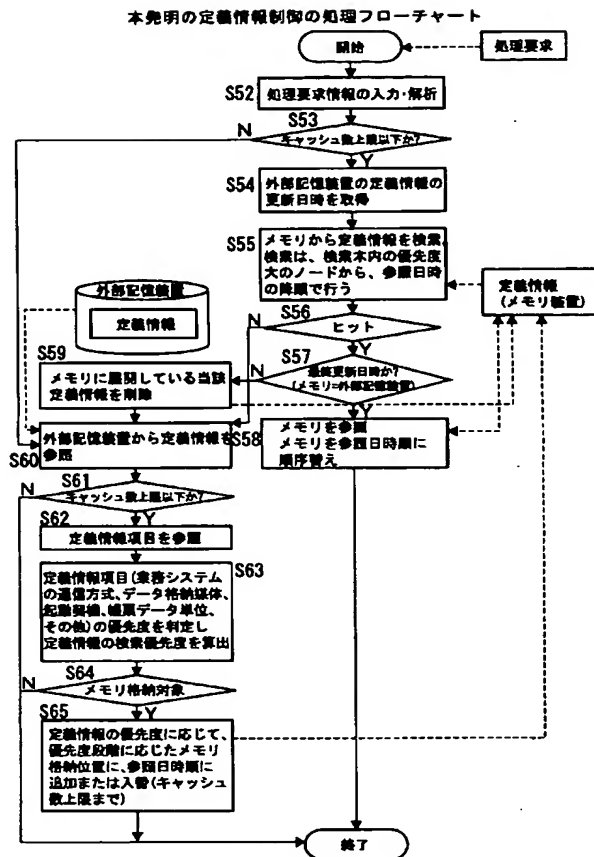 本発明の定義情報制御の処理フローチャート
開始
処理要求
S52
処理要求情報の入力・解析
S53
N
キャッシュ数上限以下か?
Y
S54
外部記憶装置の定義情報の
更新日時を取得
S55
メモリから定義情報を検索
検索は、検索木内の優先度
大のノードから、参照日時
の降順で行う
定義情報
(メモリ装置)
外部記憶装置
定義情報
S56
N
ヒット
Y
S57
N
最終更新日時か?
(メモリ=外部記憶装置)
Y
S59
メモリに展開している当該
定義情報を削除
S58
メモリを参照
メモリを参照日時順に
順序替え
S60
外部記憶装置から定義情報を
参照
S61
N
キャッシュ数上限以下か?
Y
S62
定義情報項目を参照
S63
定義情報項目(業務システム
の通信方式、データ格納媒体、
起動契機、帳票データ単位、
その他)の優先度を判定し
定義情報の検索優先度を算出
S64
N
メモリ格納対象
Y
S65
定義情報の優先度に応じて、
優先度段階に応じたメモリ
格納位置に、参照日時順に
追加または入替(キャッシュ
数上限まで)
終了